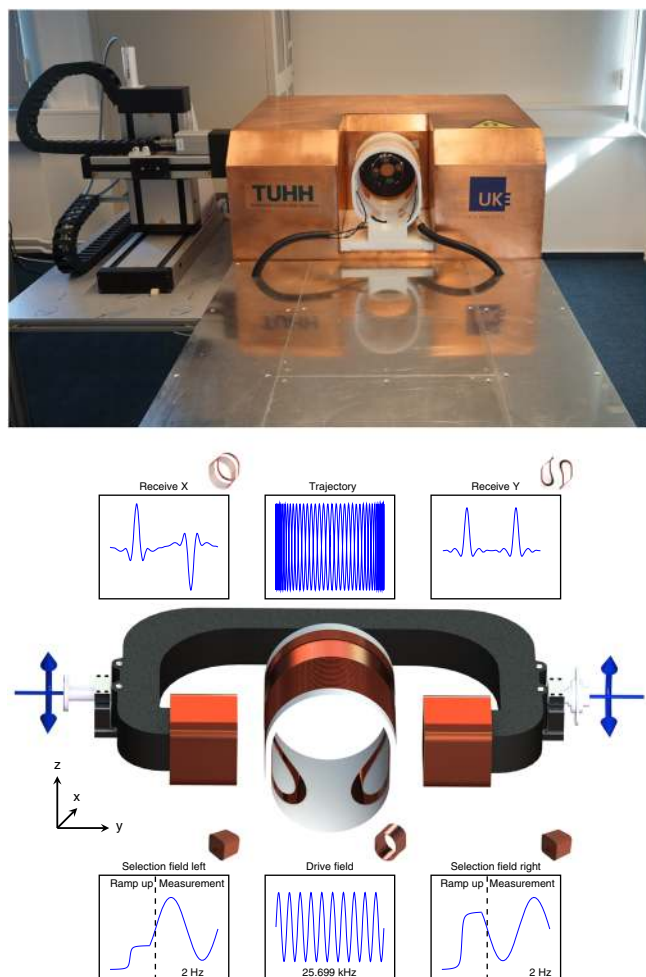 TUHH
UKE
Receive X
Trajectory
Receive Y
z
x
y
Selection field left
Drive field
Selection field right
Ramp up
Measurement
Ramp up
Measurement
2 Hz
25.699 kHz
2 Hz